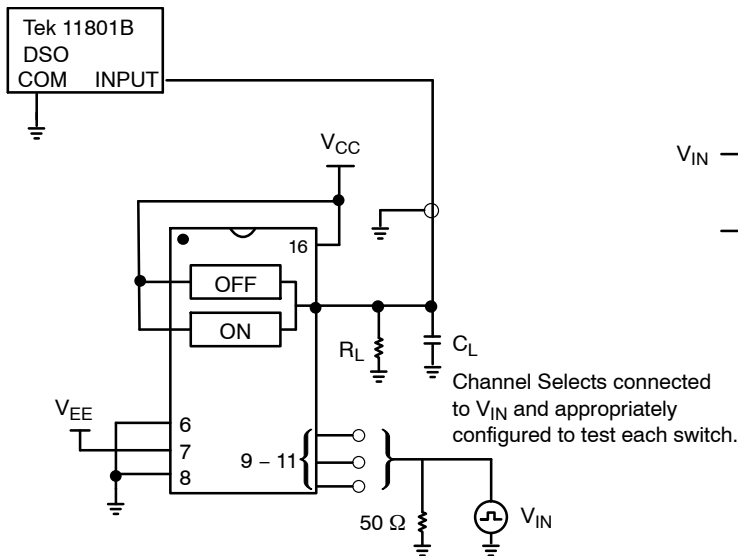 Tek 11801B
DSO
COM INPUT
V_CC
V_IN
16
OFF
ON
R_L
C_L
Channel Selects connected
to V_IN and appropriately
configured to test each switch.
V_EE
6
7
8
9 – 11
50 Ω
V_IN